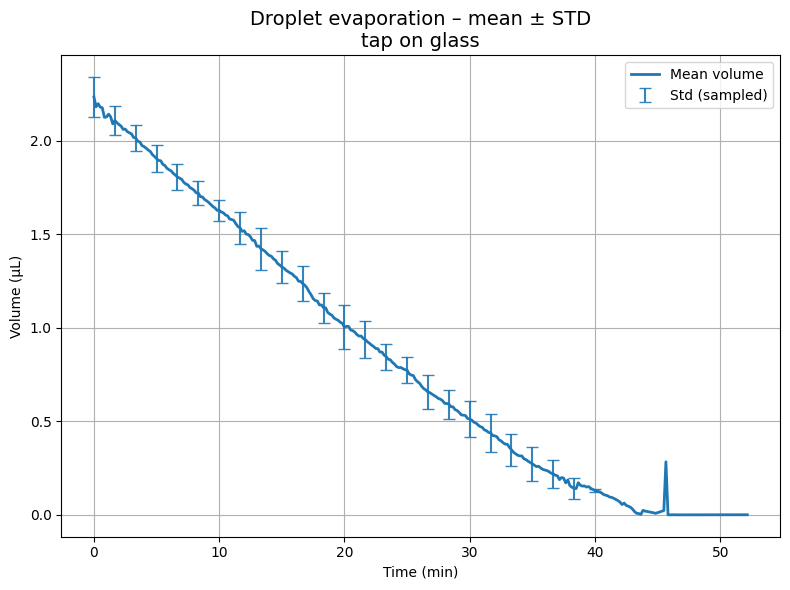 Droplet evaporation – mean ± STD
tap on glass
Mean volume
Std (sampled)
Volume (µL)
2.0
1.5
1.0
0.5
0.0
0
10
20
30
40
50
Time (min)